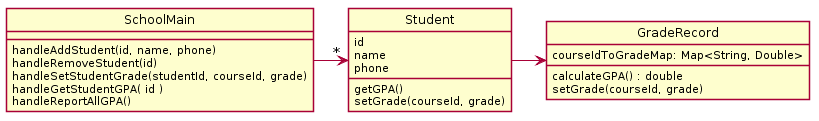 SchoolMain
handleAddStudent(id, name, phone)
handleRemoveStudent(id)
handleSetStudentGrade(studentId, courseId, grade)
handleGetStudentGPA( id )
handleReportAllGPA()
*
Student
id
name
phone
getGPA()
setGrade(courseId, grade)
GradeRecord
courseIdToGradeMap: Map<String, Double>
calculateGPA() : double
setGrade(courseId, grade)